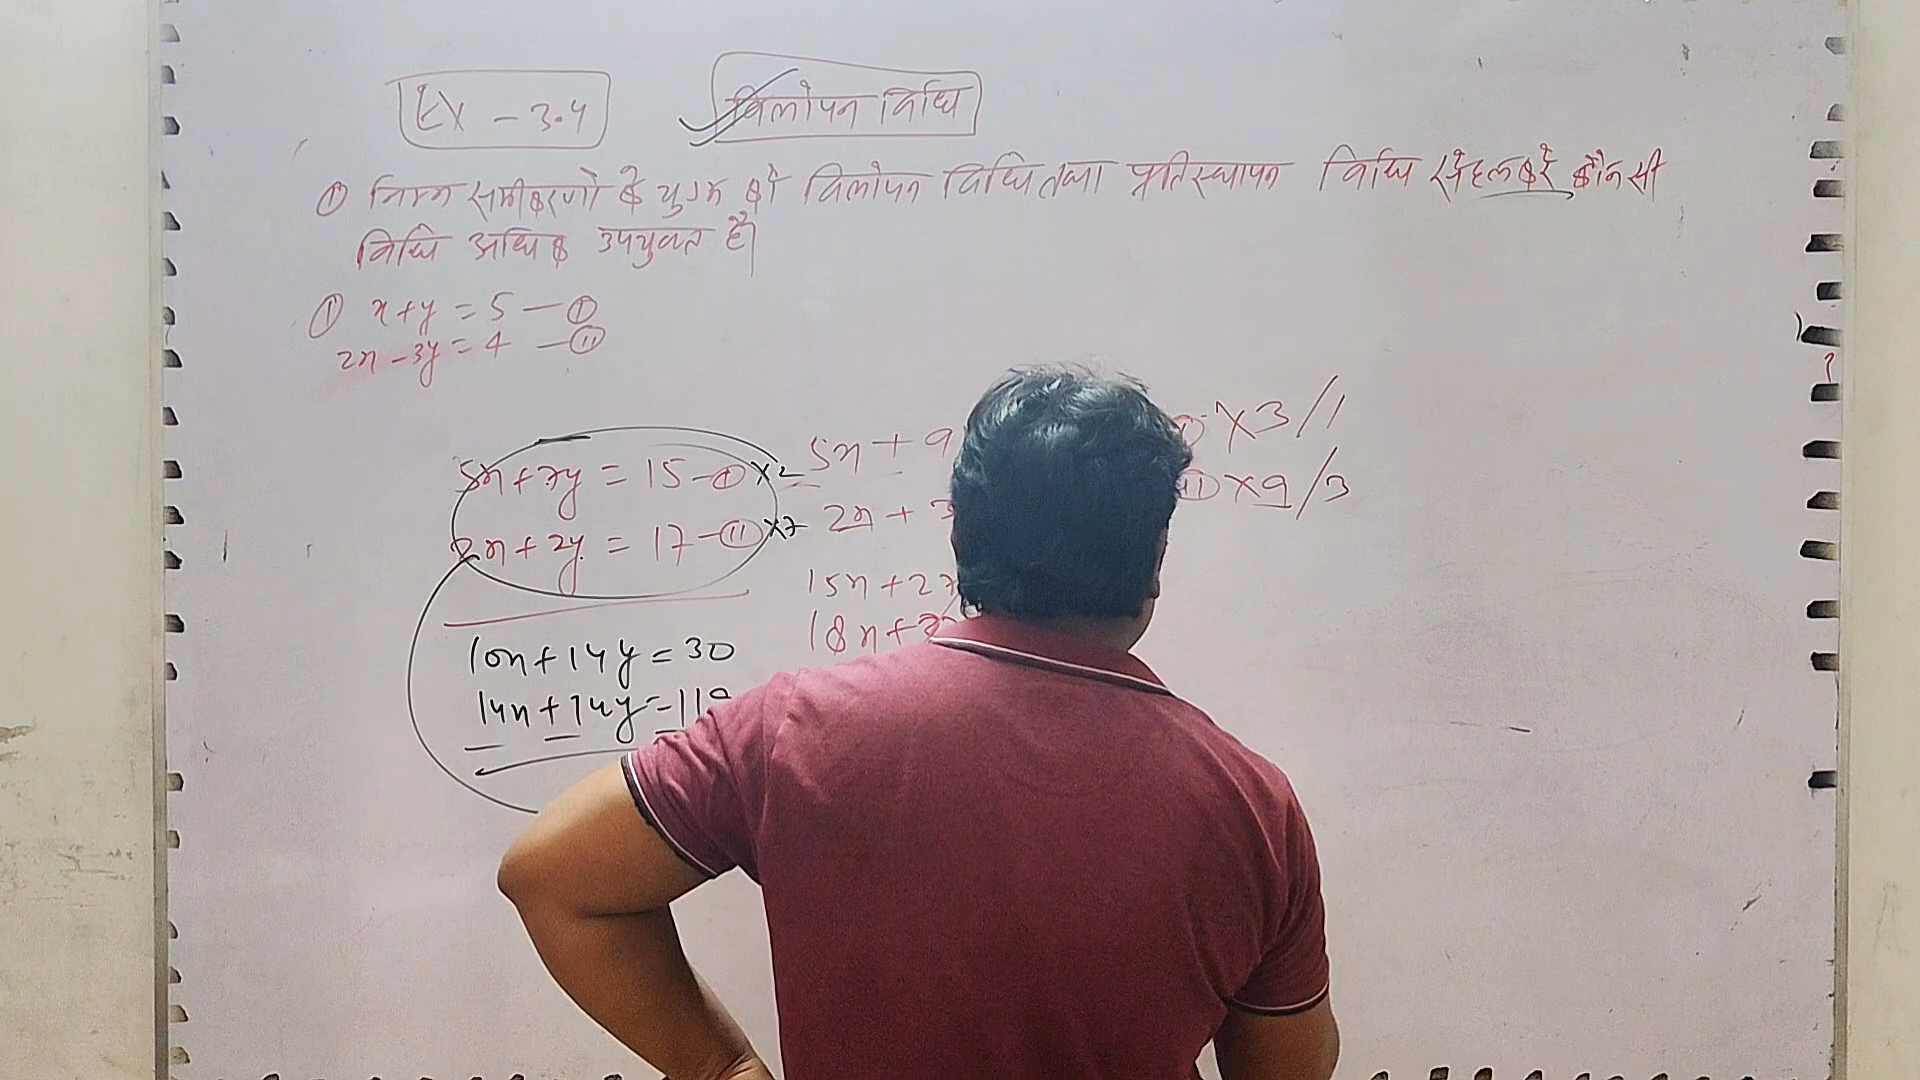 Ex - 3.4
विलोपन विधि
① निम्न समीकरणों के युग्म को विलोपन विधि तथा प्रतिस्थापन विधि से हल करे कौन सी
विधि अधिक उपयुक्त है।
① x+y = 5 — ①
2x - 3y = 4 — ⑪
5x + 7y = 15 - ① ×2
2x + 2y = 17 - ⑪ ×7
10x + 14y = 30
14x + 14y = 119
5x + 9
2x + 3
15x + 27
18x +
×3/1
⑪ ×9/3